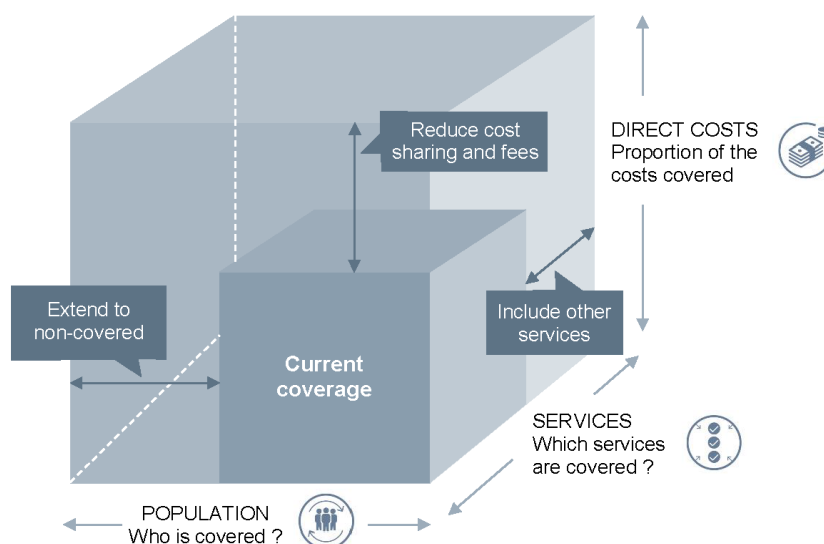 Reduce cost
sharing and fees
DIRECT COSTS
Proportion of the
costs covered
Extend to
non-covered
Include other
services
Current
coverage
SERVICES
Which services
are covered ?
POPULATION
Who is covered ?